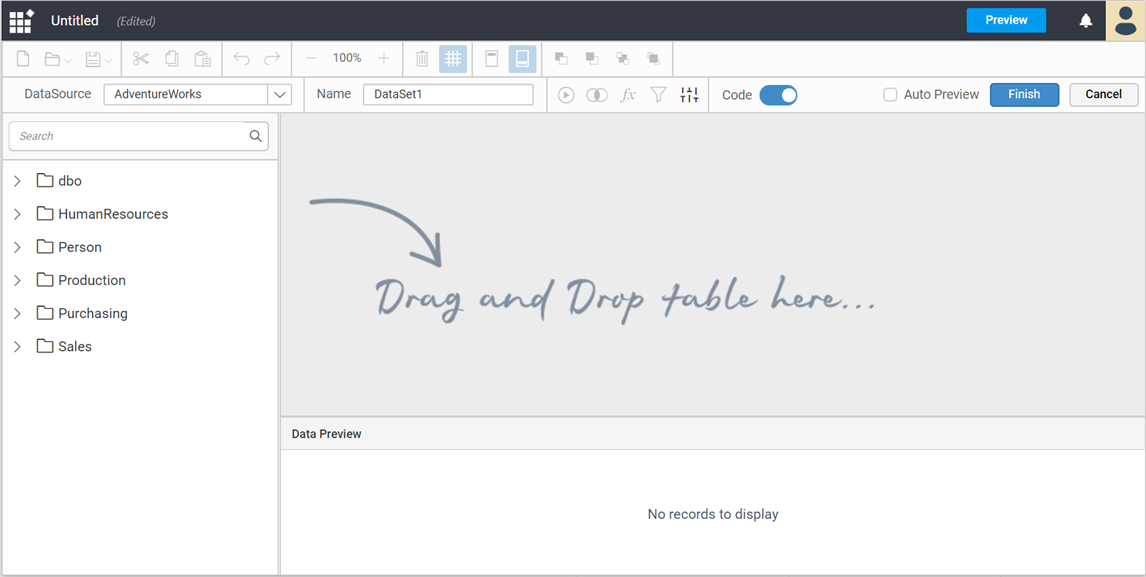 Untitled (Edited) Preview
100%
DataSource AdventureWorks Name DataSet1 fx Code Auto Preview Finish Cancel
Search
dbo
HumanResources
Person
Production
Purchasing
Sales
Drag and Drop table here...
Data Preview
No records to display